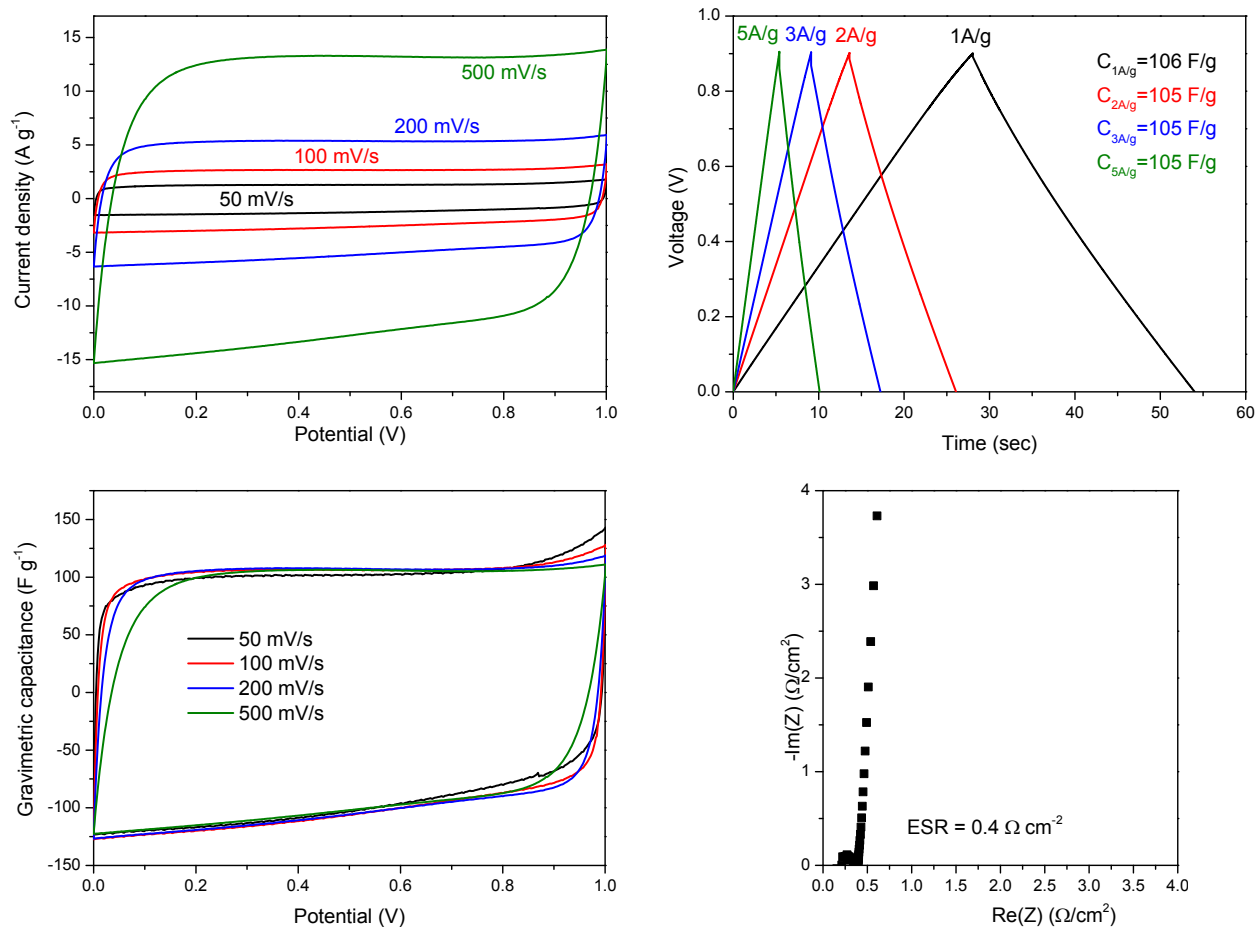 15
10
5
0
-5
-10
-15
0.0
0.2
0.4
0.6
0.8
1.0
Current density (A g⁻¹)
Potential (V)
500 mV/s
200 mV/s
100 mV/s
50 mV/s
1.0
0.8
0.6
0.4
0.2
0.0
0
10
20
30
40
50
60
Voltage (V)
Time (sec)
5A/g
3A/g
2A/g
1A/g
C1A/g=106 F/g
C2A/g=105 F/g
C3A/g=105 F/g
C5A/g=105 F/g
150
125
100
75
50
25
0
-25
-50
-75
-100
-125
-150
0.0
0.2
0.4
0.6
0.8
1.0
Gravimetric capacitance (F g⁻¹)
Potential (V)
50 mV/s
100 mV/s
200 mV/s
500 mV/s
4
3
2
1
0
0.0
0.5
1.0
1.5
2.0
2.5
3.0
3.5
4.0
-Im(Z) (Ω/cm²)
Re(Z) (Ω/cm²)
ESR = 0.4 Ω cm⁻²